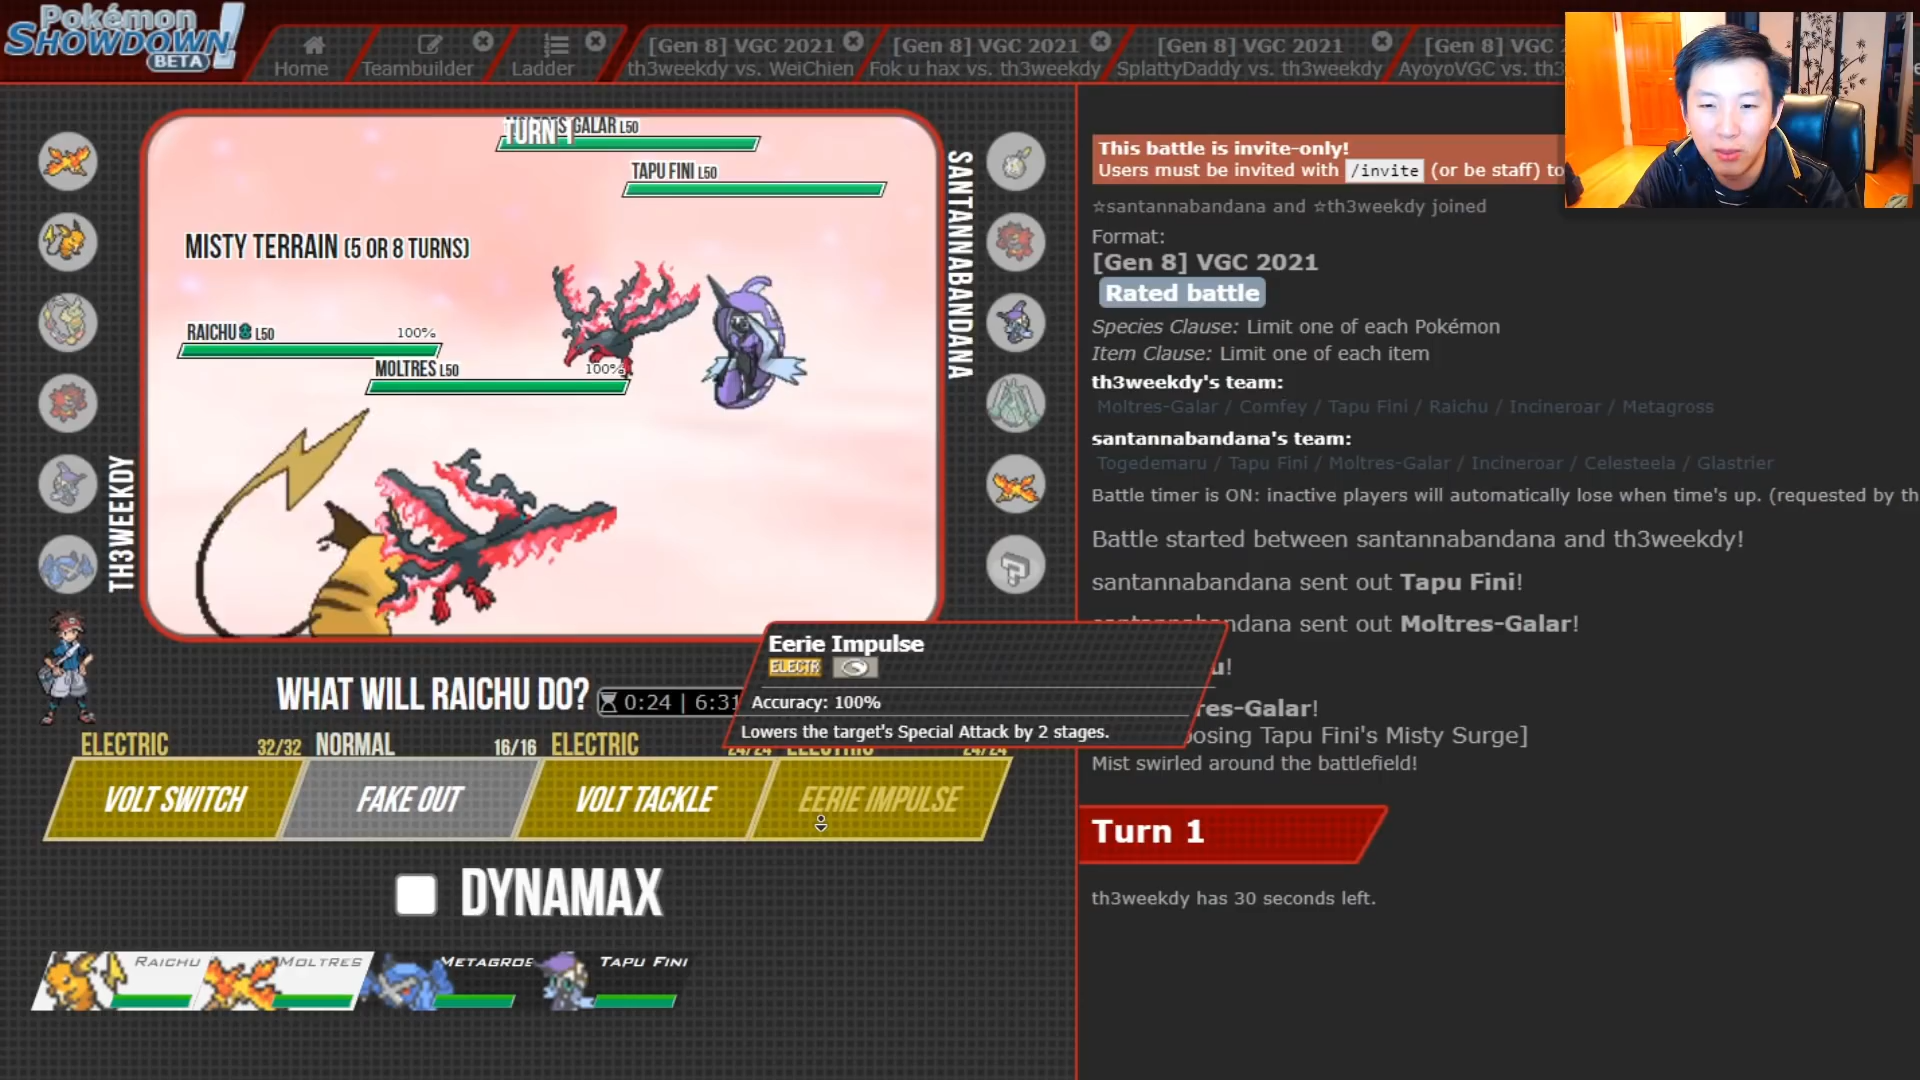 Pokémon
SHOWDOWN!
BETA
Home
Teambuilder
Ladder
[Gen 8] VGC 2021
th3weekdy vs. WeiChien
[Gen 8] VGC 2021
Fok u hax vs. th3weekdy
[Gen 8] VGC 2021
SplattyDaddy vs. th3weekdy
[Gen 8] VGC
AyoyoVGC vs. th3
TURN 1
GALAR L50
TAPU FINI L50
MISTY TERRAIN (5 OR 8 TURNS)
RAICHU L50
100%
MOLTRES L50
100%
TH3WEEKDY
SANTANNABANDANA
WHAT WILL RAICHU DO?
0:24 | 6:31
ELECTRIC 32/32
NORMAL 16/16
ELECTRIC 24/24
ELECTRIC 24/24
VOLT SWITCH
FAKE OUT
VOLT TACKLE
EERIE IMPULSE
Eerie Impulse
ELECTR
Accuracy: 100%
Lowers the target's Special Attack by 2 stages.
DYNAMAX
RAICHU
MOLTRES
METAGROS
TAPU FINI
This battle is invite-only!
Users must be invited with /invite (or be staff) to
☆santannabandana and ☆th3weekdy joined
Format:
[Gen 8] VGC 2021
Rated battle
Species Clause: Limit one of each Pokémon
Item Clause: Limit one of each item
th3weekdy's team:
Moltres-Galar / Comfey / Tapu Fini / Raichu / Incineroar / Metagross
santannabandana's team:
Togedemaru / Tapu Fini / Moltres-Galar / Incineroar / Celesteela / Glastrier
Battle timer is ON: inactive players will automatically lose when time's up. (requested by th
Battle started between santannabandana and th3weekdy!
santannabandana sent out Tapu Fini!
santannabandana sent out Moltres-Galar!
u!
res-Galar!
osing Tapu Fini's Misty Surge]
Mist swirled around the battlefield!
Turn 1
th3weekdy has 30 seconds left.